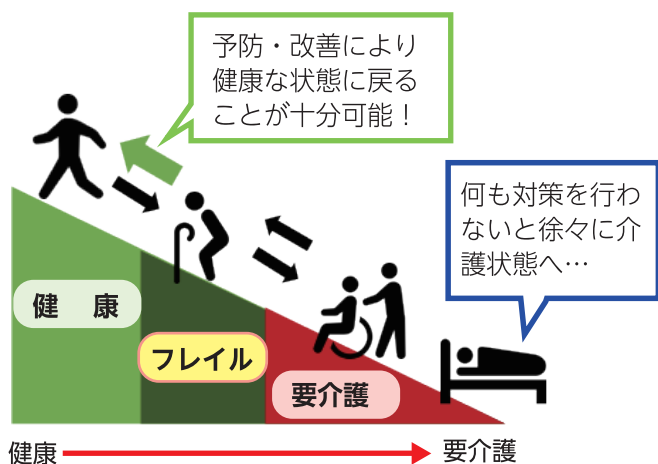 予防・改善により
健康な状態に戻る
ことが十分可能！
何も対策を行わ
ないと徐々に介
護状態へ…
健　康
フレイル
要介護
健康
要介護